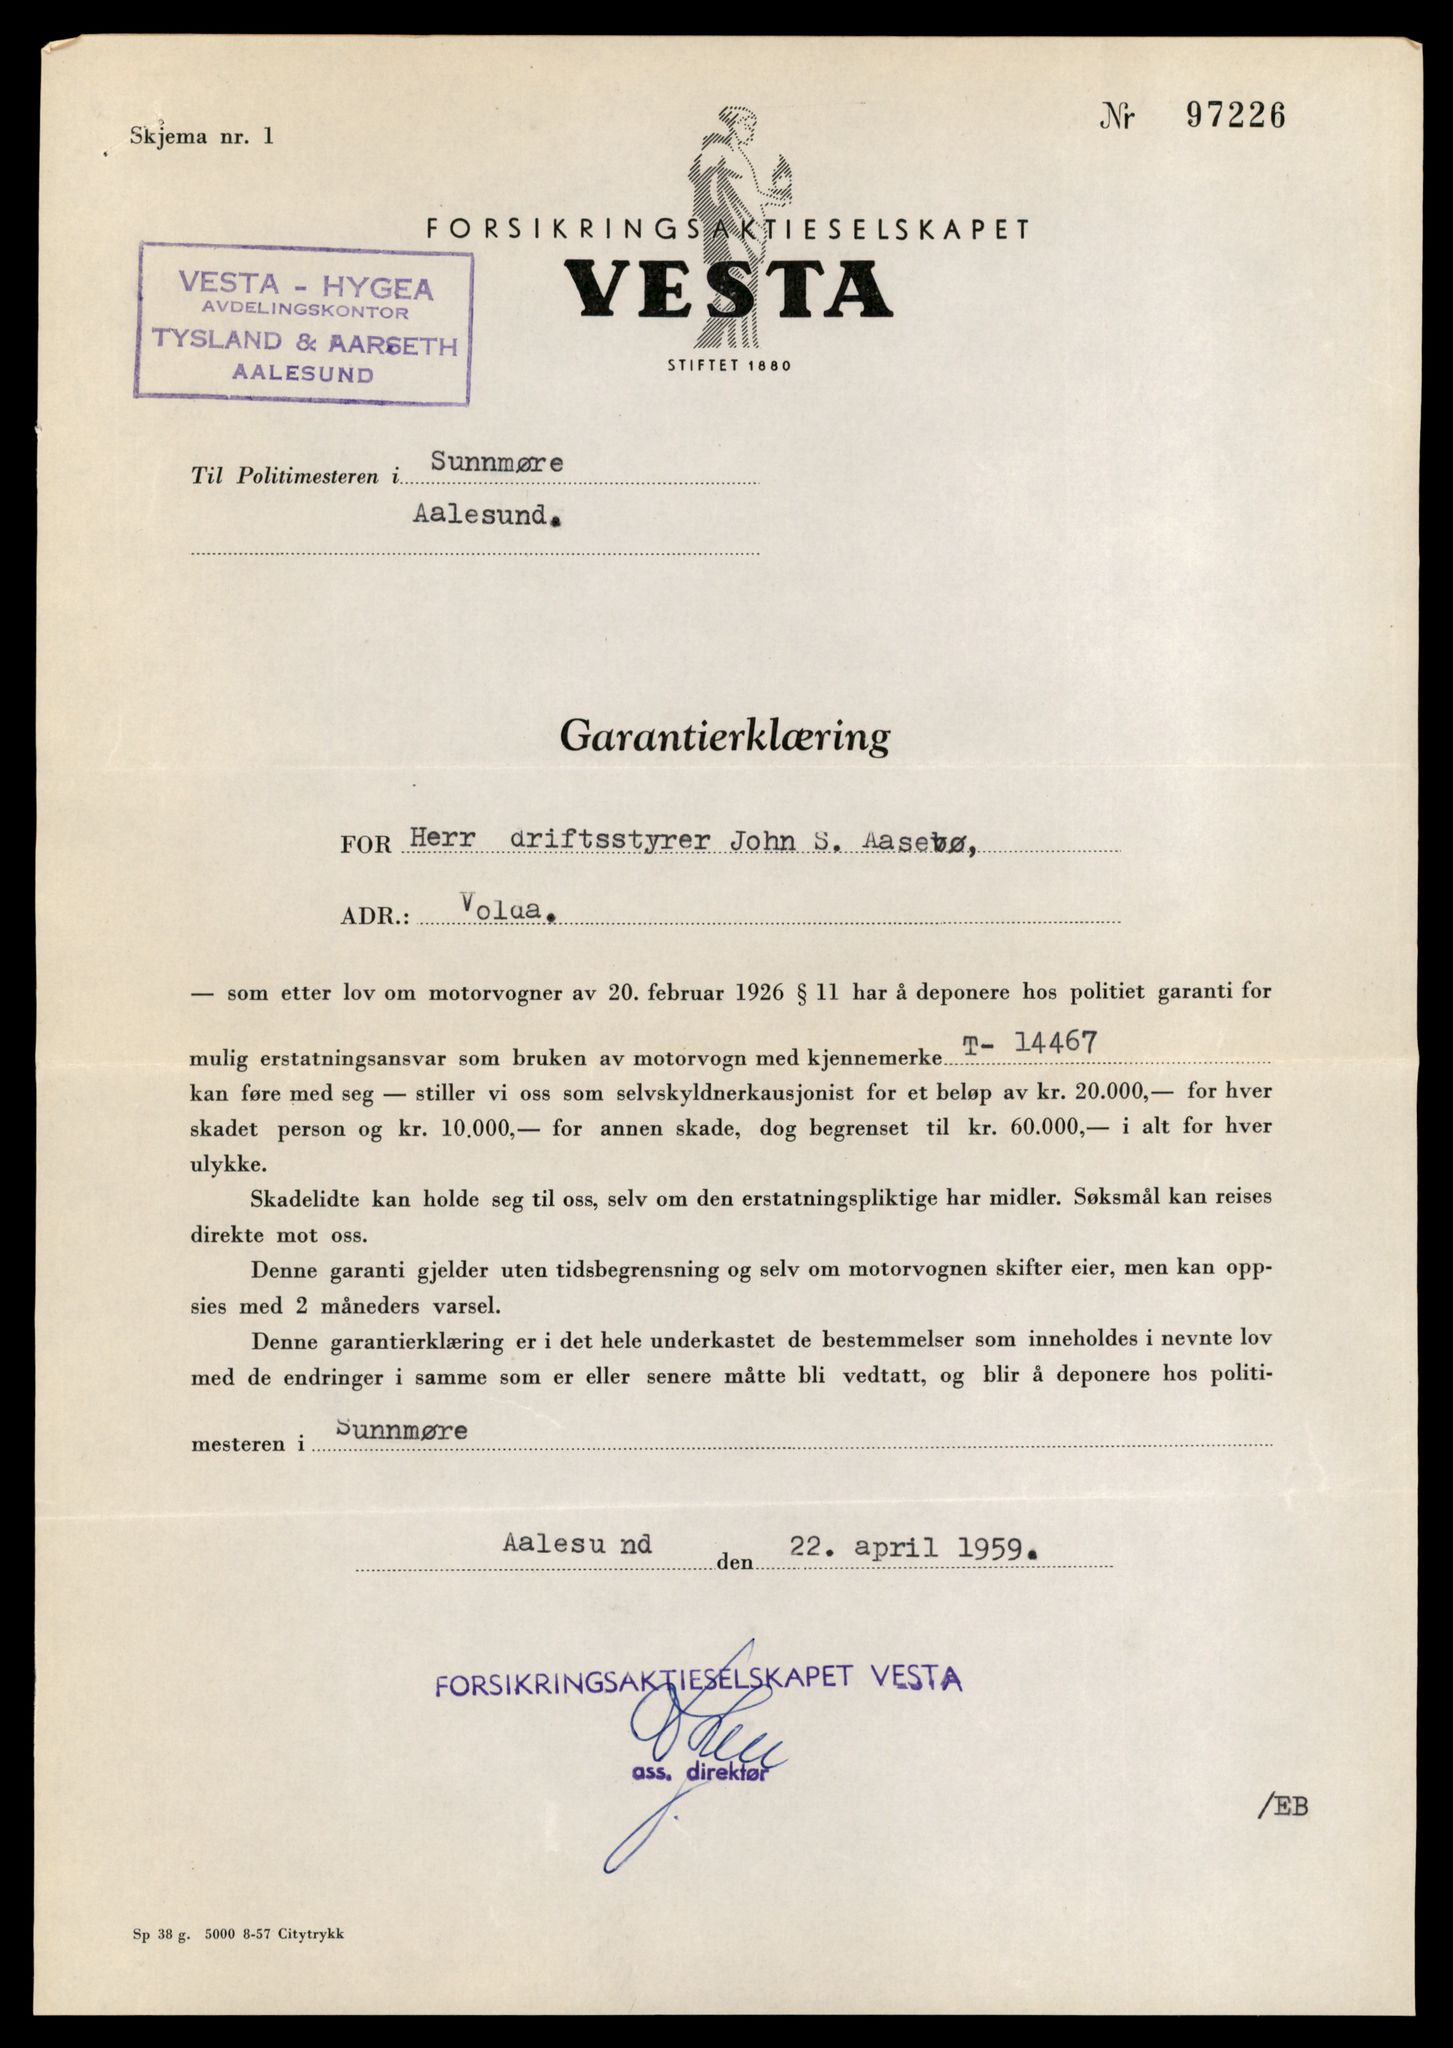 Skjema nr. 1
Nr 97226
FORSIKRINGSAKTIESELSKAPET
VESTA
STIFTET 1880
VESTA - HYGEA
AVDELINGSKONTOR
TYSLAND & AARSETH
AALESUND
Til Politimesteren i Sunnmøre
Aalesund.
Garantierklæring
FOR Herr driftsstyrer John S. Aasebø,
ADR.: Volda.
— som etter lov om motorvogner av 20. februar 1926 § 11 har å deponere hos politiet garanti for
mulig erstatningsansvar som bruken av motorvogn med kjennemerke T- 14467
kan føre med seg — stiller vi oss som selvskyldnerkausjonist for et beløp av kr. 20.000,— for hver
skadet person og kr. 10.000,— for annen skade, dog begrenset til kr. 60.000,— i alt for hver
ulykke.
Skadelidte kan holde seg til oss, selv om den erstatningspliktige har midler. Søksmål kan reises
direkte mot oss.
Denne garanti gjelder uten tidsbegrensning og selv om motorvognen skifter eier, men kan opp-
sies med 2 måneders varsel.
Denne garantierklæring er i det hele underkastet de bestemmelser som inneholdes i nevnte lov
med de endringer i samme som er eller senere måtte bli vedtatt, og blir å deponere hos politi-
mesteren i Sunnmøre
Aalesu nd den 22. april 1959.
FORSIKRINGSAKTIESELSKAPET VESTA
ass. direktør
/EB
Sp 38 g. 5000 8-57 Citytrykk